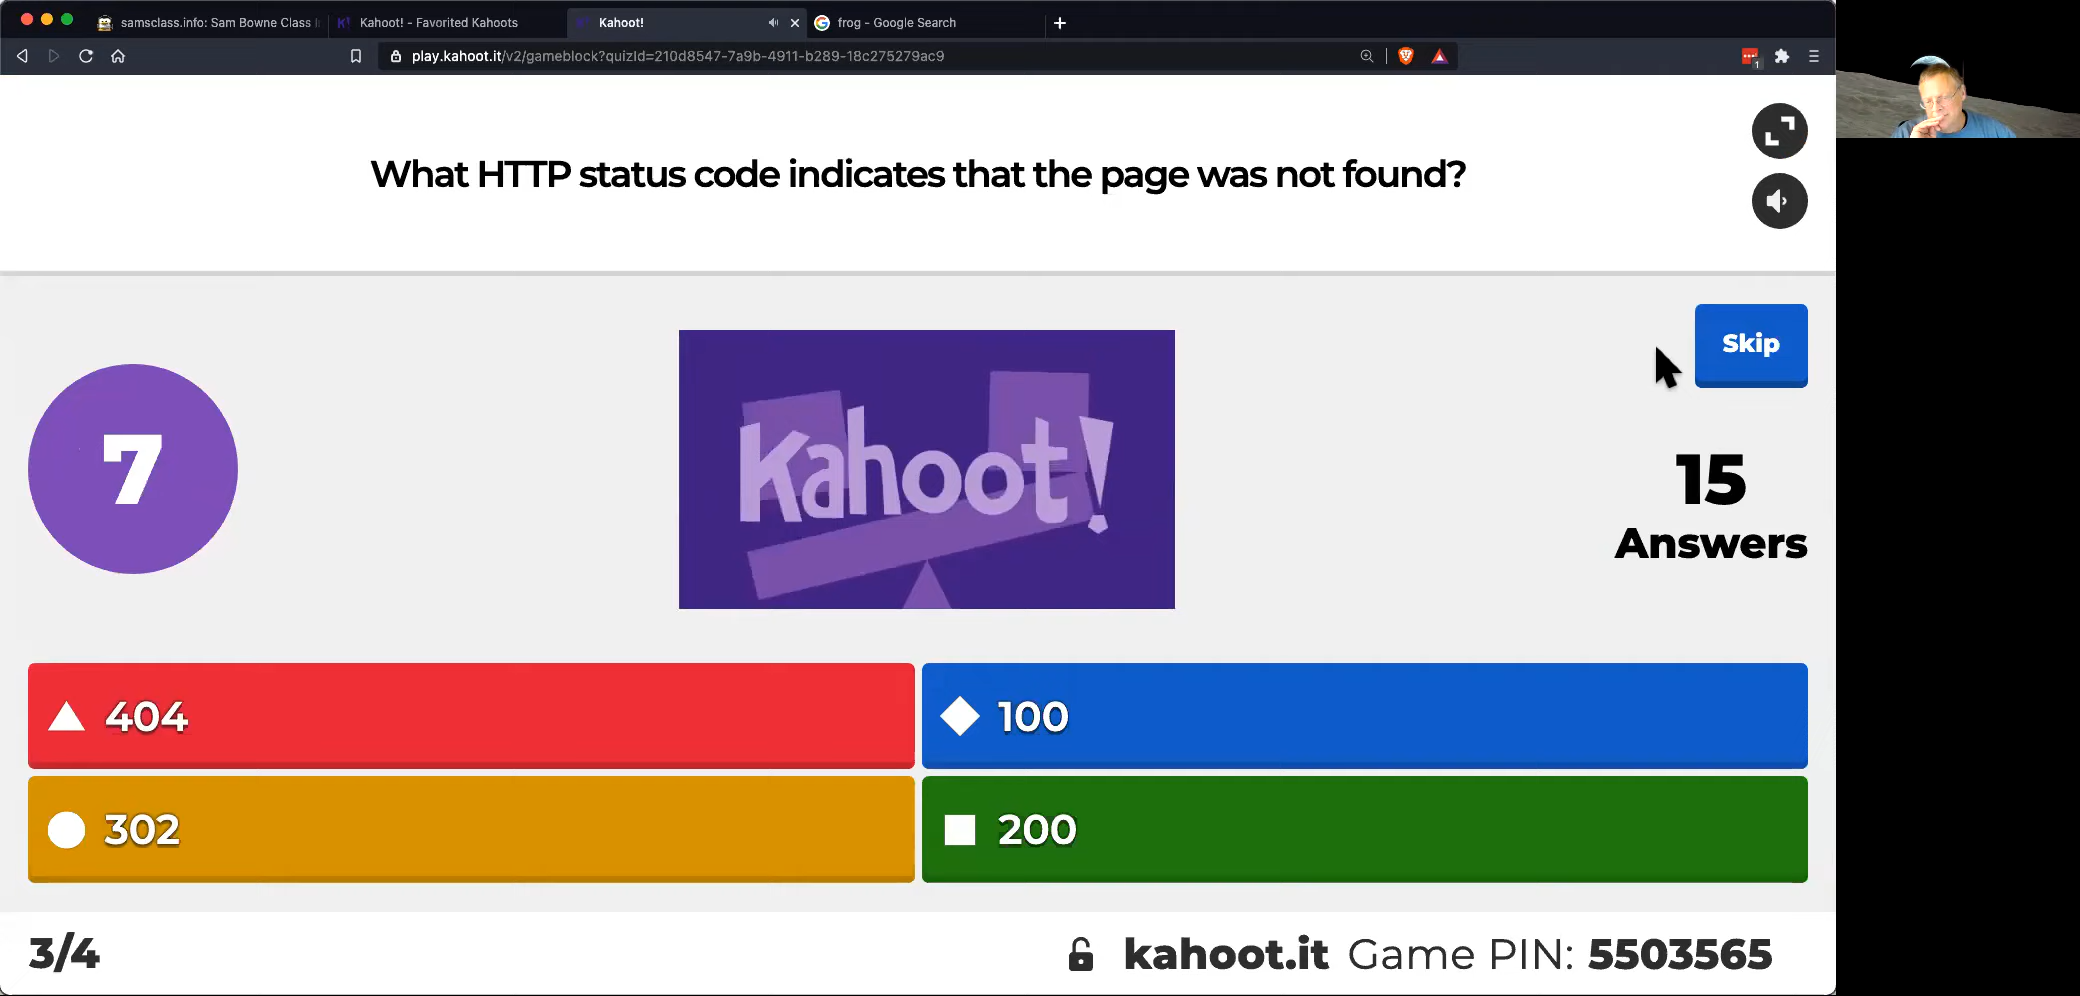 samsclass.info: Sam Bowne Class
Kahoot! - Favorited Kahoots
Kahoot!
frog - Google Search
play.kahoot.it/v2/gameblock?quizId=210d8547-7a9b-4911-b289-18c275279ac9
1
What HTTP status code indicates that the page was not found?
Skip
7
Kahoot!
15
Answers
404
100
302
200
3/4
kahoot.it Game PIN: 5503565